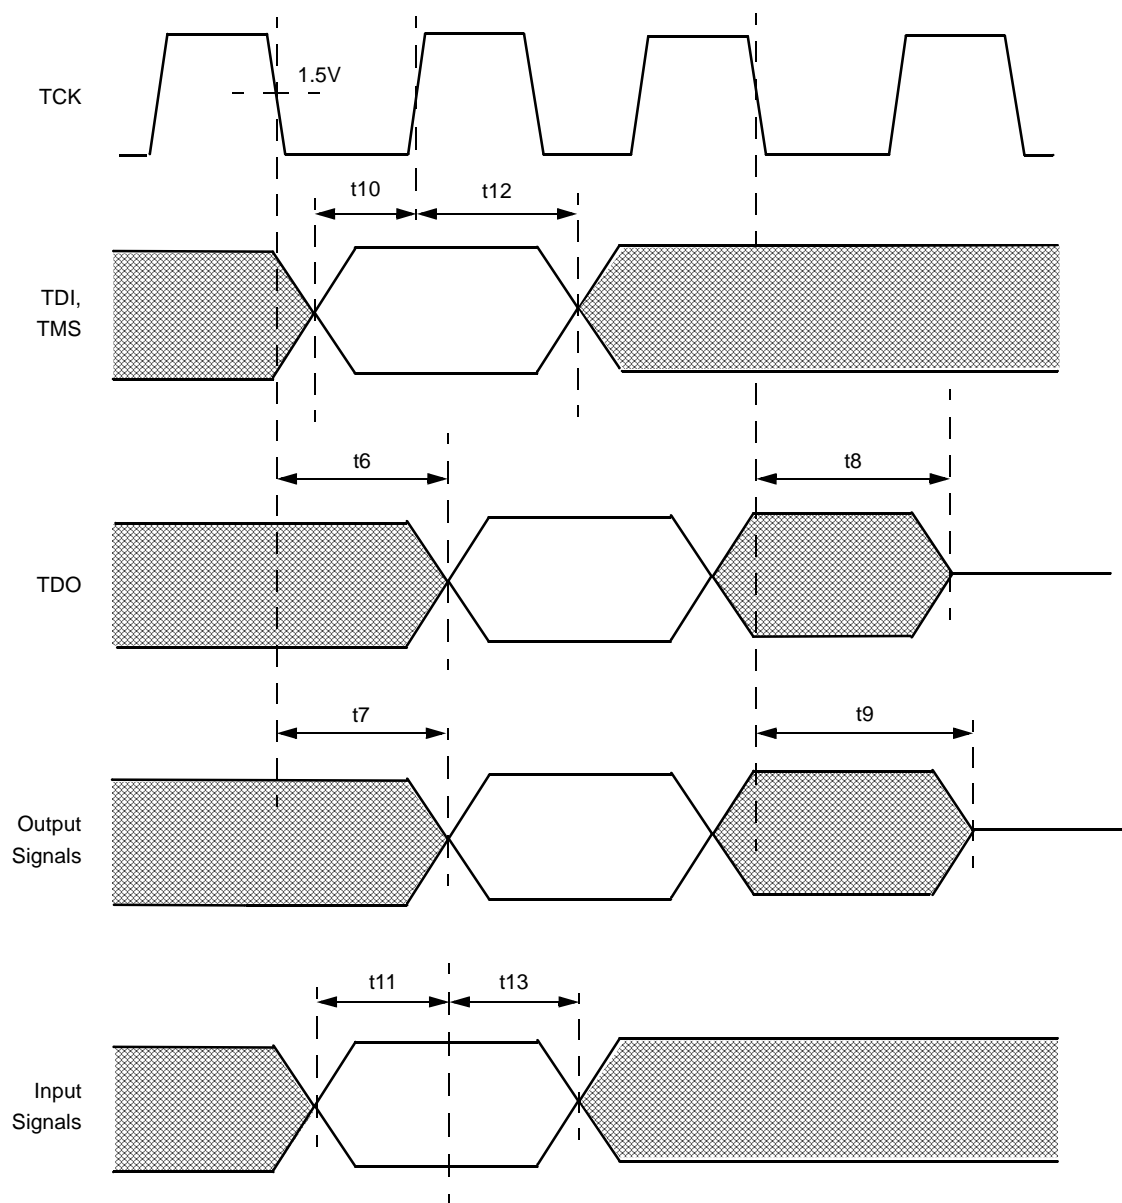 1.5V
TCK
t10
t12
TDI,
TMS
t6
t8
TDO
t7
t9
Output
Signals
t11
t13
Input
Signals